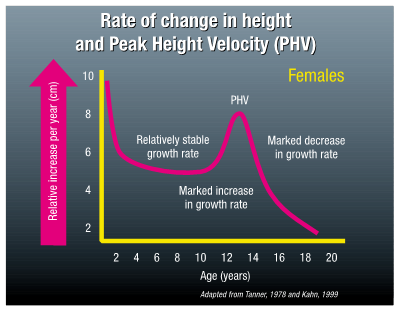 Rate of change in height
and Peak Height Velocity (PHV)
Females
Relative increase per year (cm)
10
8
6
4
2
PHV
Relatively stable
growth rate
Marked decrease
in growth rate
Marked increase
in growth rate
2 4 6 8 10 12 14 16 18 20
Age (years)
Adapted from Tanner, 1978 and Kahn, 1999